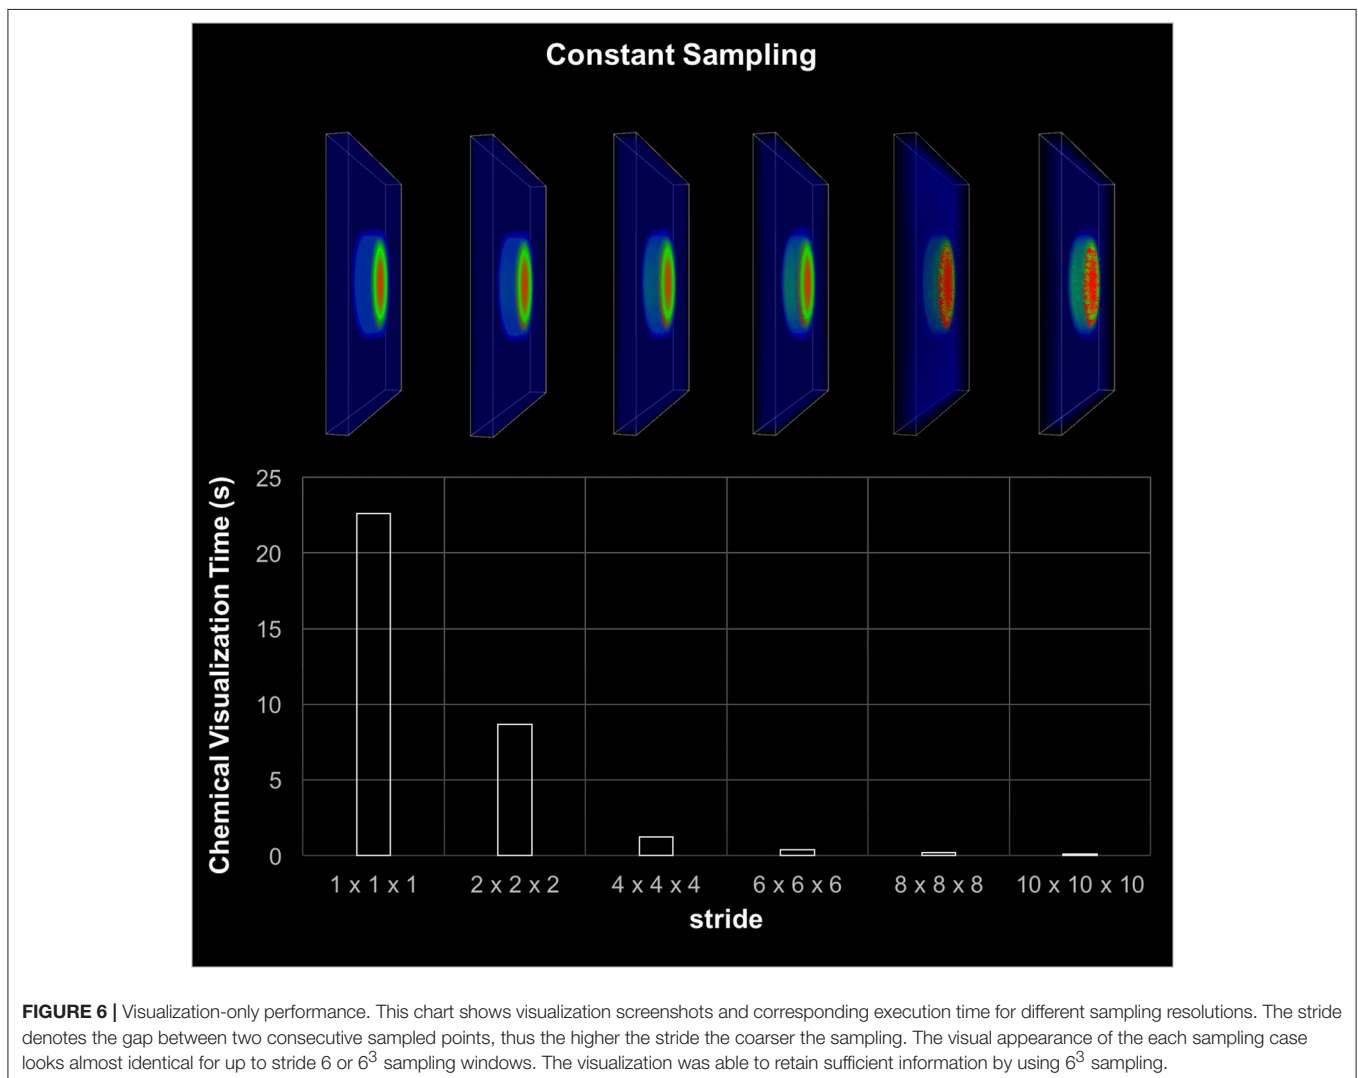 Constant Sampling
Chemical Visualization Time (s)
25
20
15
10
5
0
1 x 1 x 1
2 x 2 x 2
4 x 4 x 4
6 x 6 x 6
8 x 8 x 8
10 x 10 x 10
stride
FIGURE 6 | Visualization-only performance. This chart shows visualization screenshots and corresponding execution time for different sampling resolutions. The stride
denotes the gap between two consecutive sampled points, thus the higher the stride the coarser the sampling. The visual appearance of the each sampling case
looks almost identical for up to stride 6 or 6³ sampling windows. The visualization was able to retain sufficient information by using 6³ sampling.